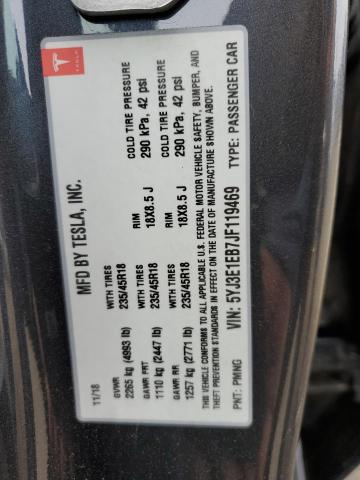 TESLA
MFD BY TESLA, INC.
11/18
GVWR WITH TIRES RIM COLD TIRE PRESSURE
2265 kg (4993 lb) 235/45R18 18X8.5 J 290 kPa, 42 psi
GAWR FRT WITH TIRES RIM COLD TIRE PRESSURE
1110 kg (2447 lb) 235/45R18 18X8.5 J 290 kPa, 42 psi
GAWR RR WITH TIRES
1257 kg (2771 lb) 235/45R18
THIS VEHICLE CONFORMS TO ALL APPLICABLE U.S. FEDERAL MOTOR VEHICLE SAFETY, BUMPER, AND
THEFT PREVENTION STANDARDS IN EFFECT ON THE DATE OF MANUFACTURE SHOWN ABOVE.
VIN: 5YJ3E1EB7JF119469
PNT: PMNG TYPE: PASSENGER CAR